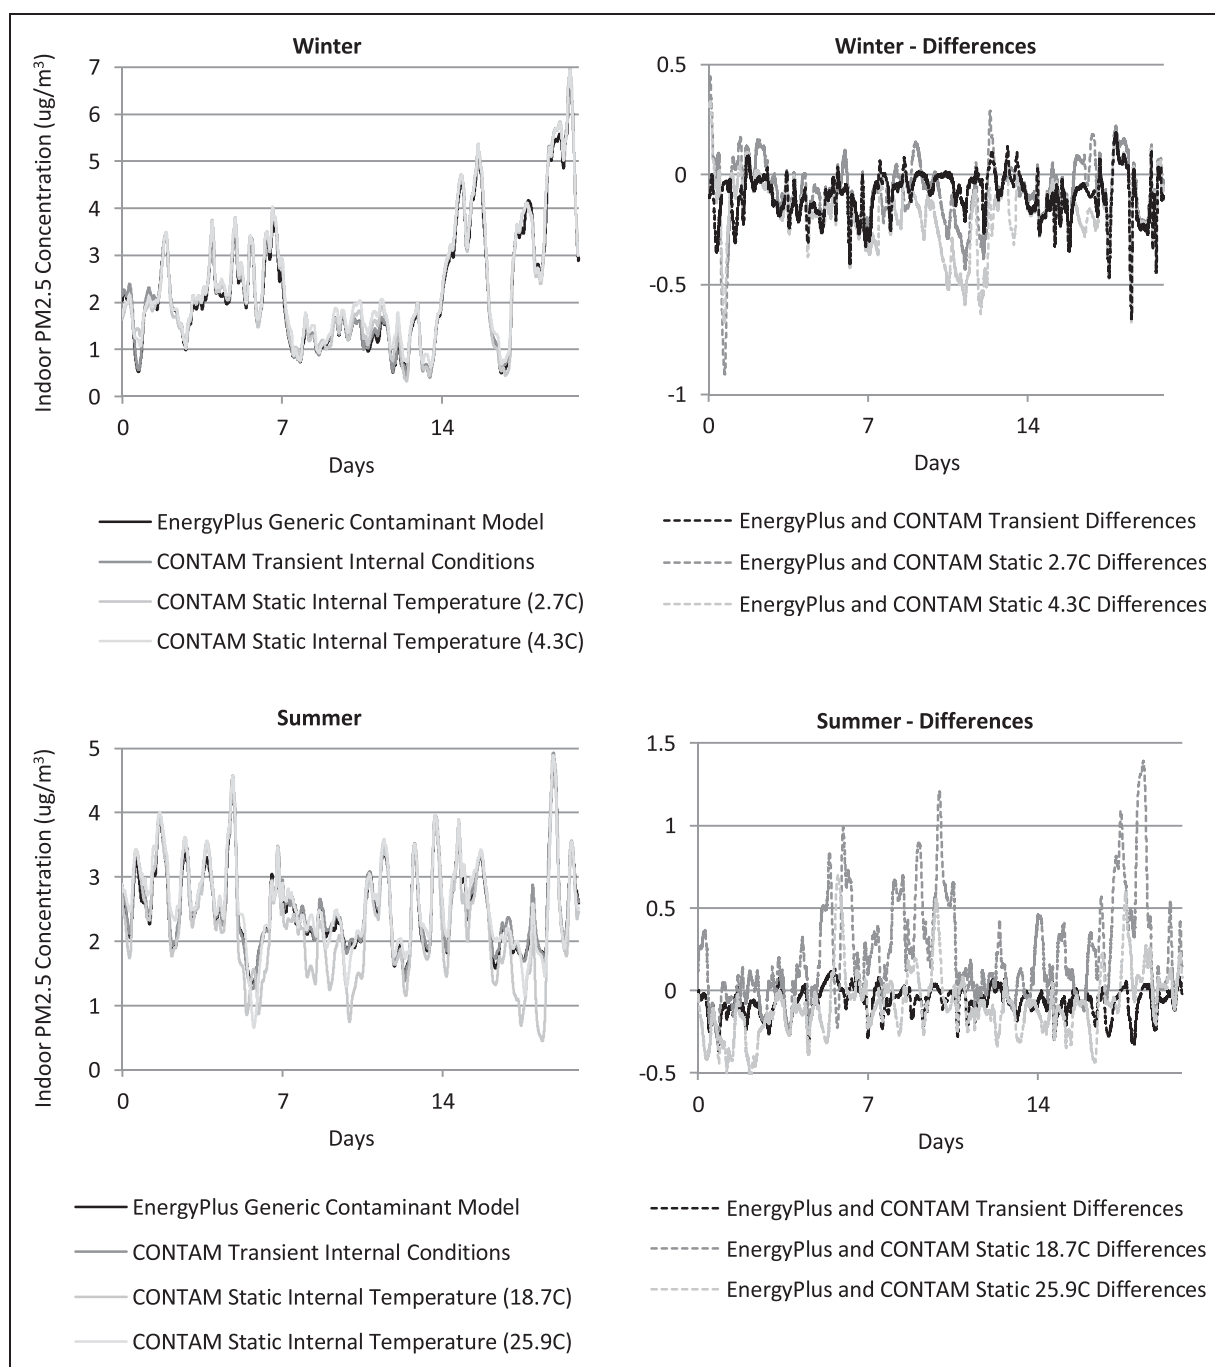 Winter
Indoor PM2.5 Concentration (ug/m³)
7
6
5
4
3
2
1
0
0 7 14
Days
EnergyPlus Generic Contaminant Model
CONTAM Transient Internal Conditions
CONTAM Static Internal Temperature (2.7C)
CONTAM Static Internal Temperature (4.3C)
Winter - Differences
0.5
0
-0.5
-1
0 7 14
Days
EnergyPlus and CONTAM Transient Differences
EnergyPlus and CONTAM Static 2.7C Differences
EnergyPlus and CONTAM Static 4.3C Differences
Summer
Indoor PM2.5 Concentration (ug/m³)
5
4
3
2
1
0
0 7 14
Days
EnergyPlus Generic Contaminant Model
CONTAM Transient Internal Conditions
CONTAM Static Internal Temperature (18.7C)
CONTAM Static Internal Temperature (25.9C)
Summer - Differences
1.5
1
0.5
0
-0.5
0 7 14
Days
EnergyPlus and CONTAM Transient Differences
EnergyPlus and CONTAM Static 18.7C Differences
EnergyPlus and CONTAM Static 25.9C Differences